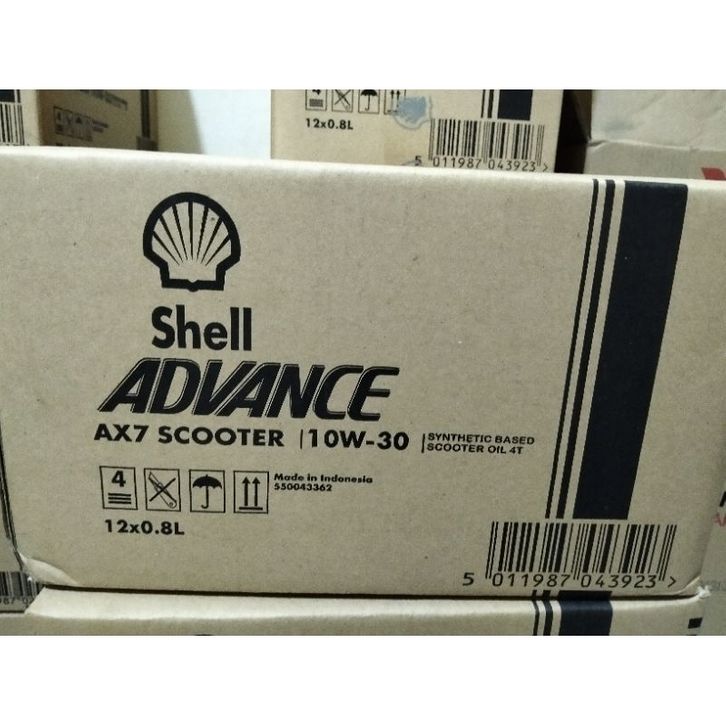 4
12x0.8L
5 011987 043923 >
Shell
ADVANCE
AX7 SCOOTER | 10W-30 | SYNTHETIC BASED
SCOOTER OIL 4T
4
Made in Indonesia
550043362
12x0.8L
5 011987 043923 >